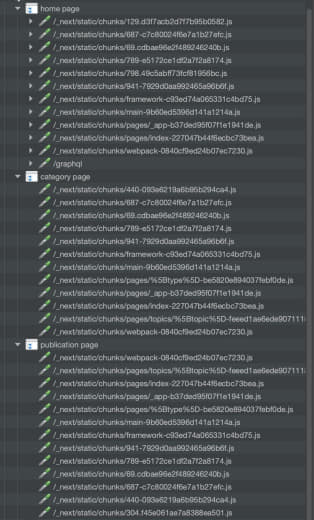 home page
/_next/static/chunks/129.d3f7acb2d7f7b95b0582.js
/_next/static/chunks/687-c7c80024f6e7a1b27efc.js
/_next/static/chunks/69.cdbae96e2f489246240b.js
/_next/static/chunks/789-e5172ce1df2a7f2a8174.js
/_next/static/chunks/798.49c5abff73fcf81956bc.js
/_next/static/chunks/941-7929d0aa992465a96b6f.js
/_next/static/chunks/framework-c93ed74a065331c4bd75.js
/_next/static/chunks/main-9b60ed5396d141a1214a.js
/_next/static/chunks/pages/_app-b37ded95f07f1e1941de.js
/_next/static/chunks/pages/index-227047b44f6ecbc73bea.js
/_next/static/chunks/webpack-0840cf9ed24b07ec7230.js
/graphql
category page
/_next/static/chunks/440-093a6219a6b95b294ca4.js
/_next/static/chunks/687-c7c80024f6e7a1b27efc.js
/_next/static/chunks/69.cdbae96e2f489246240b.js
/_next/static/chunks/789-e5172ce1df2a7f2a8174.js
/_next/static/chunks/941-7929d0aa992465a96b6f.js
/_next/static/chunks/framework-c93ed74a065331c4bd75.js
/_next/static/chunks/main-9b60ed5396d141a1214a.js
/_next/static/chunks/pages/%5Btype%5D-be5820e894037febf0de.js
/_next/static/chunks/pages/_app-b37ded95f07f1e1941de.js
/_next/static/chunks/pages/index-227047b44f6ecbc73bea.js
/_next/static/chunks/pages/topics/%5Btopic%5D-feeed1ae6ede907111
/_next/static/chunks/webpack-0840cf9ed24b07ec7230.js
publication page
/_next/static/chunks/webpack-0840cf9ed24b07ec7230.js
/_next/static/chunks/pages/topics/%5Btopic%5D-feeed1ae6ede907111
/_next/static/chunks/pages/index-227047b44f6ecbc73bea.js
/_next/static/chunks/pages/_app-b37ded95f07f1e1941de.js
/_next/static/chunks/pages/%5Btype%5D-be5820e894037febf0de.js
/_next/static/chunks/main-9b60ed5396d141a1214a.js
/_next/static/chunks/framework-c93ed74a065331c4bd75.js
/_next/static/chunks/941-7929d0aa992465a96b6f.js
/_next/static/chunks/789-e5172ce1df2a7f2a8174.js
/_next/static/chunks/69.cdbae96e2f489246240b.js
/_next/static/chunks/687-c7c80024f6e7a1b27efc.js
/_next/static/chunks/440-093a6219a6b95b294ca4.js
/_next/static/chunks/304.f45e061ae7a8388ea501.js